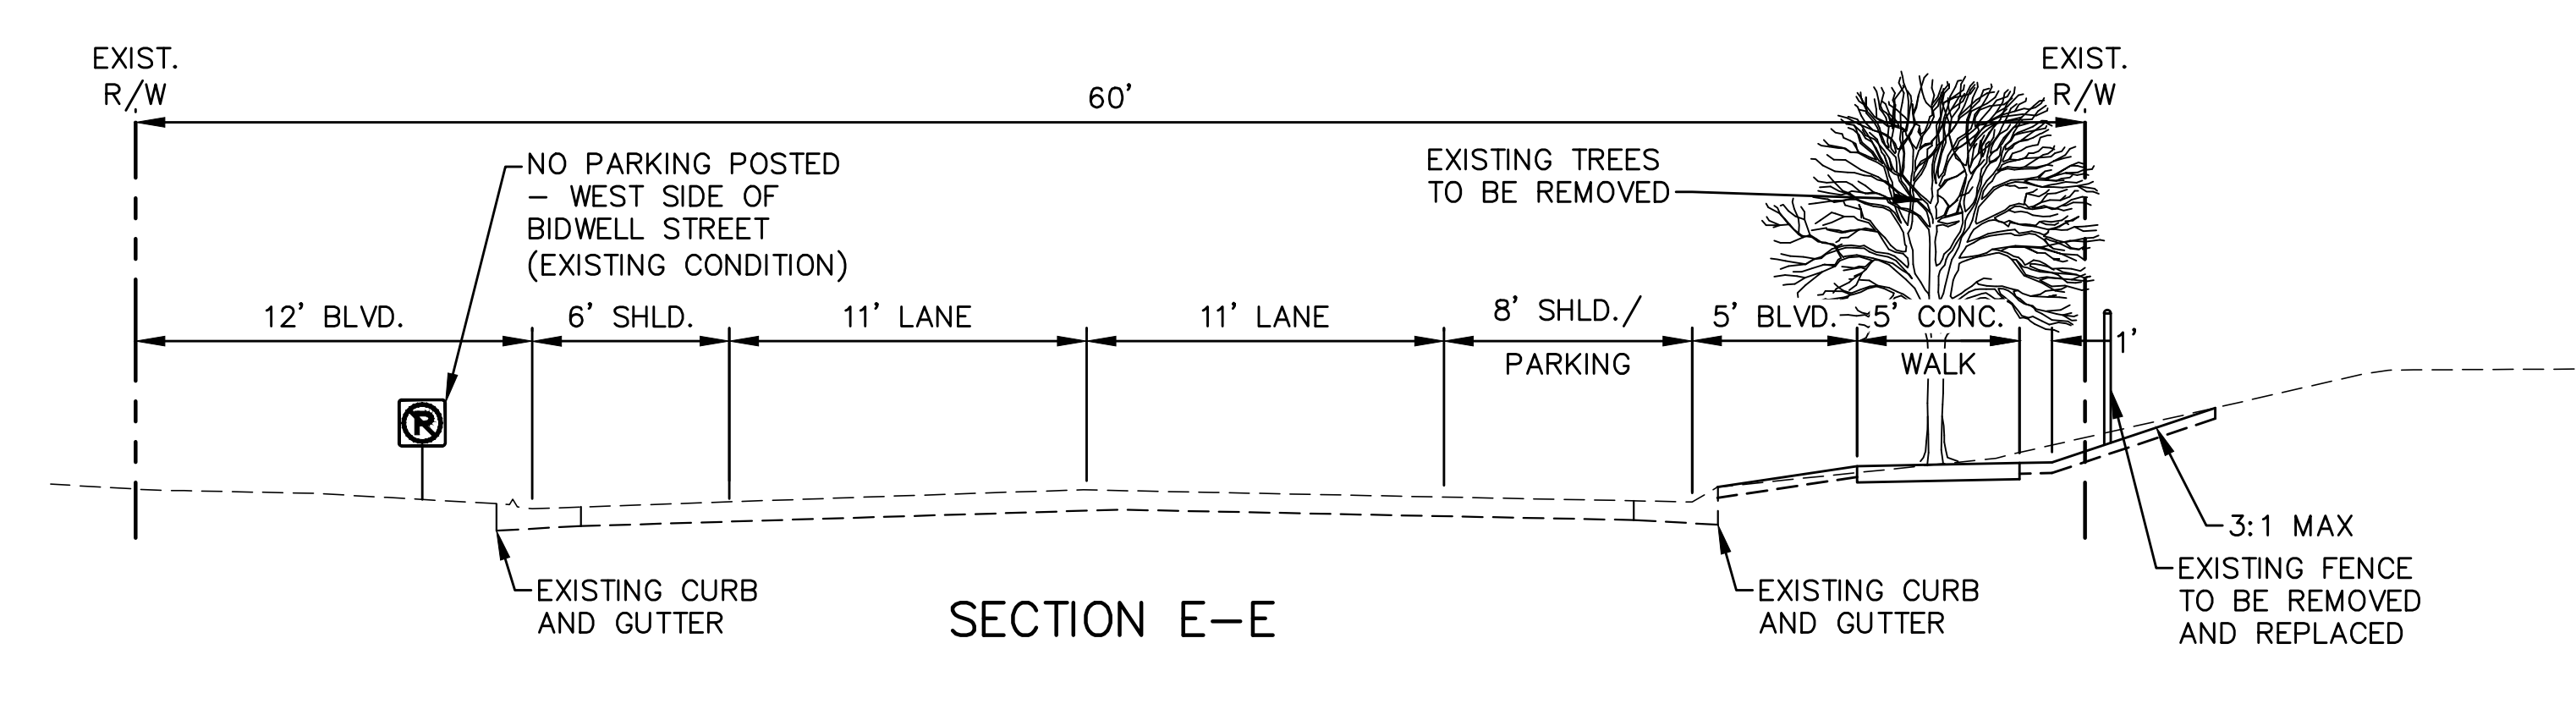 EXIST.
R/W
EXIST.
R/W
60'
NO PARKING POSTED
- WEST SIDE OF
BIDWELL STREET
(EXISTING CONDITION)
EXISTING TREES
TO BE REMOVED
12' BLVD.
6' SHLD.
11' LANE
11' LANE
8' SHLD./
PARKING
5' BLVD.
5' CONC.
WALK
1'
P
3:1 MAX
EXISTING CURB
AND GUTTER
SECTION E-E
EXISTING CURB
AND GUTTER
EXISTING FENCE
TO BE REMOVED
AND REPLACED